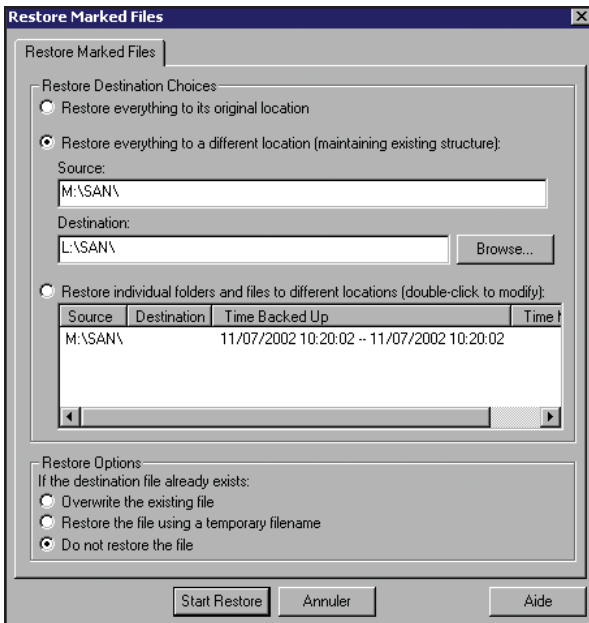 Restore Marked Files
Restore Marked Files
Restore Destination Choices
Restore everything to its original location
Restore everything to a different location (maintaining existing structure):
Source:
M:\SAN\
Destination:
L:\SAN\
Browse...
Restore individual folders and files to different locations (double-click to modify):
Source Destination Time Backed Up Time
M:\SAN\ 11/07/2002 10:20:02 -- 11/07/2002 10:20:02
Restore Options
If the destination file already exists:
Overwrite the existing file
Restore the file using a temporary filename
Do not restore the file
Start Restore Annuler Aide